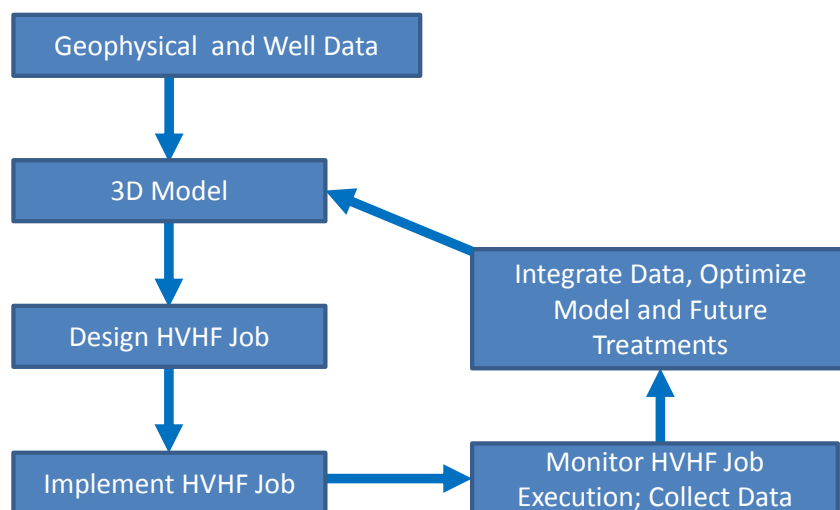 Geophysical and Well Data
3D Model
Design HVHF Job
Implement HVHF Job
Monitor HVHF Job
Execution; Collect Data
Integrate Data, Optimize
Model and Future
Treatments